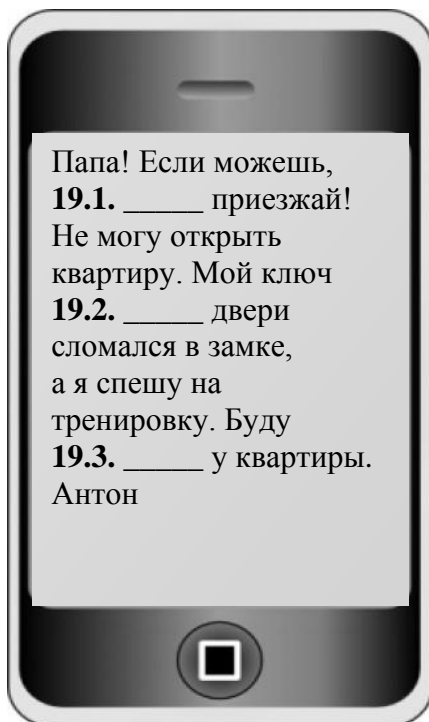 Папа! Если можешь,
19.1. _____ приезжай!
Не могу открыть
квартиру. Мой ключ
19.2. _____ двери
сломался в замке,
а я спешу на
тренировку. Буду
19.3. _____ у квартиры.
Антон